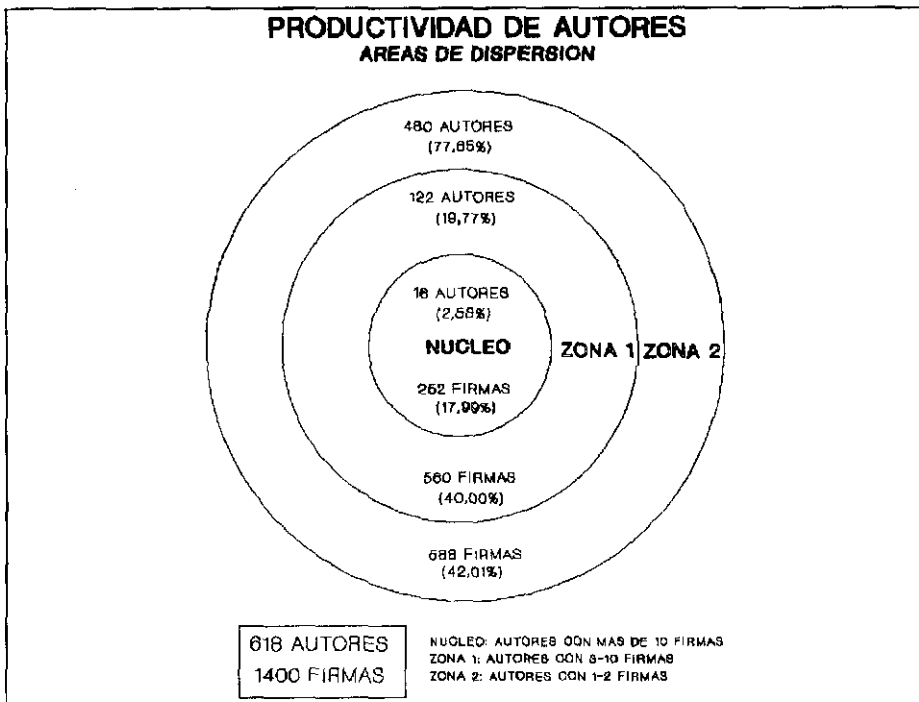 PRODUCTIVIDAD DE AUTORES
AREAS DE DISPERSION
480 AUTORES
(77,65%)
122 AUTORES
(19,77%)
16 AUTORES
(2,58%)
NUCLEO ZONA 1 ZONA 2
252 FIRMAS
(17,99%)
560 FIRMAS
(40,00%)
588 FIRMAS
(42,01%)
618 AUTORES
1400 FIRMAS
NUCLEO: AUTORES CON MAS DE 10 FIRMAS
ZONA 1: AUTORES CON 3-10 FIRMAS
ZONA 2: AUTORES CON 1-2 FIRMAS